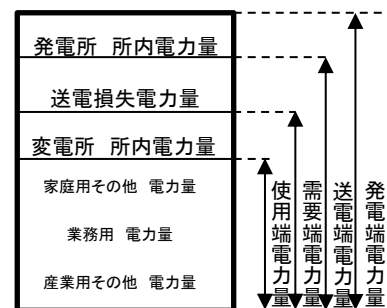 発電所 所内電力量
送電損失電力量
変電所 所内電力量
家庭用その他 電力量
業務用 電力量
産業用その他 電力量
使用端電力量
需要端電力量
送電端電力量
発電端電力量